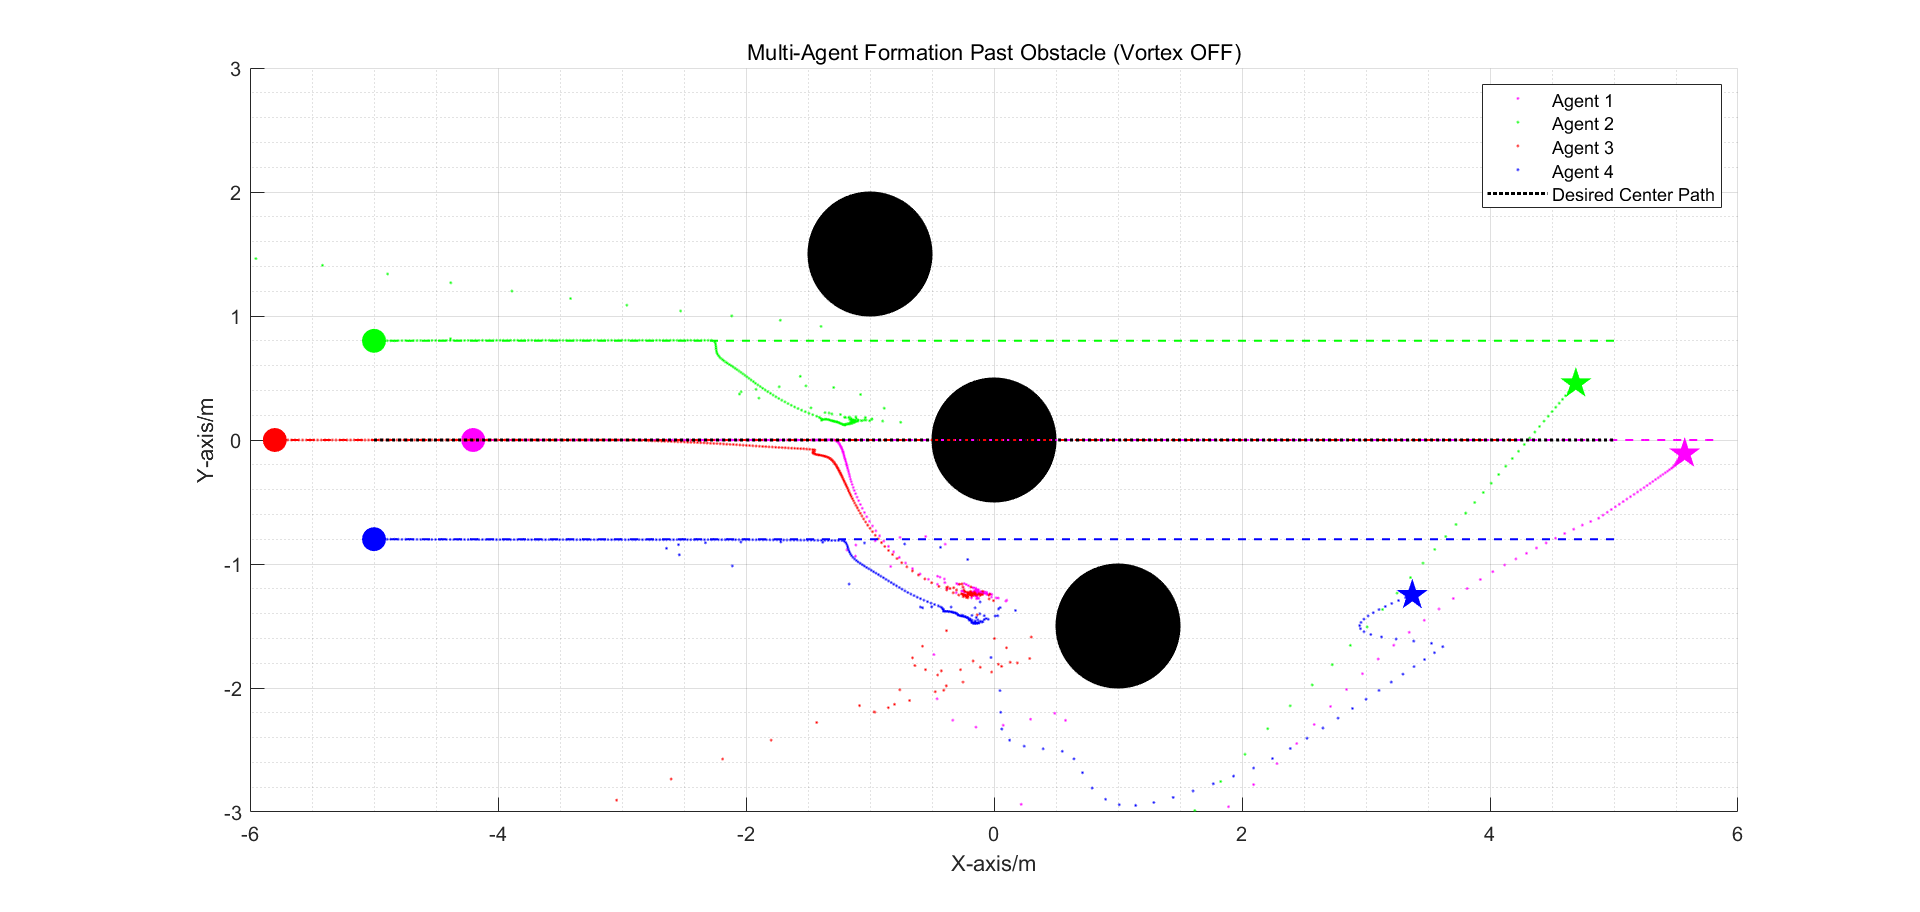 Multi-Agent Formation Past Obstacle (Vortex OFF)
3
2
1
0
-1
-2
-3
Y-axis/m
Agent 1
Agent 2
Agent 3
Agent 4
Desired Center Path
-6
-4
-2
0
2
4
6
X-axis/m